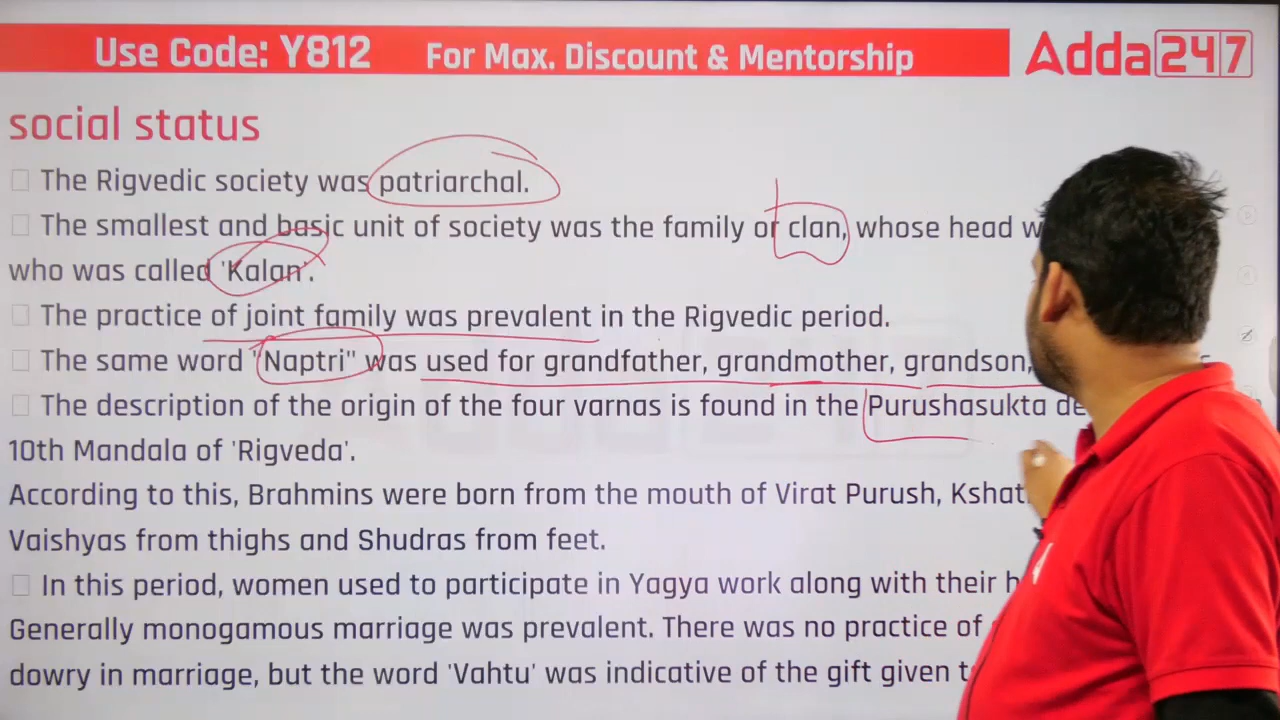 Use Code: Y812 For Max. Discount & Mentorship
Adda 247
social status
The Rigvedic society was patriarchal.
The smallest and basic unit of society was the family or clan, whose head
who was called 'Kalan'.
The practice of joint family was prevalent in the Rigvedic period.
The same word "Naptri" was used for grandfather, grandmother, grandson,
The description of the origin of the four varnas is found in the Purushasukta
10th Mandala of 'Rigveda'.
According to this, Brahmins were born from the mouth of Virat Purush,
Vaishyas from thighs and Shudras from feet.
In this period, women used to participate in Yagya work along with their
Generally monogamous marriage was prevalent. There was no practice of
dowry in marriage, but the word 'Vahtu' was indicative of the gift given